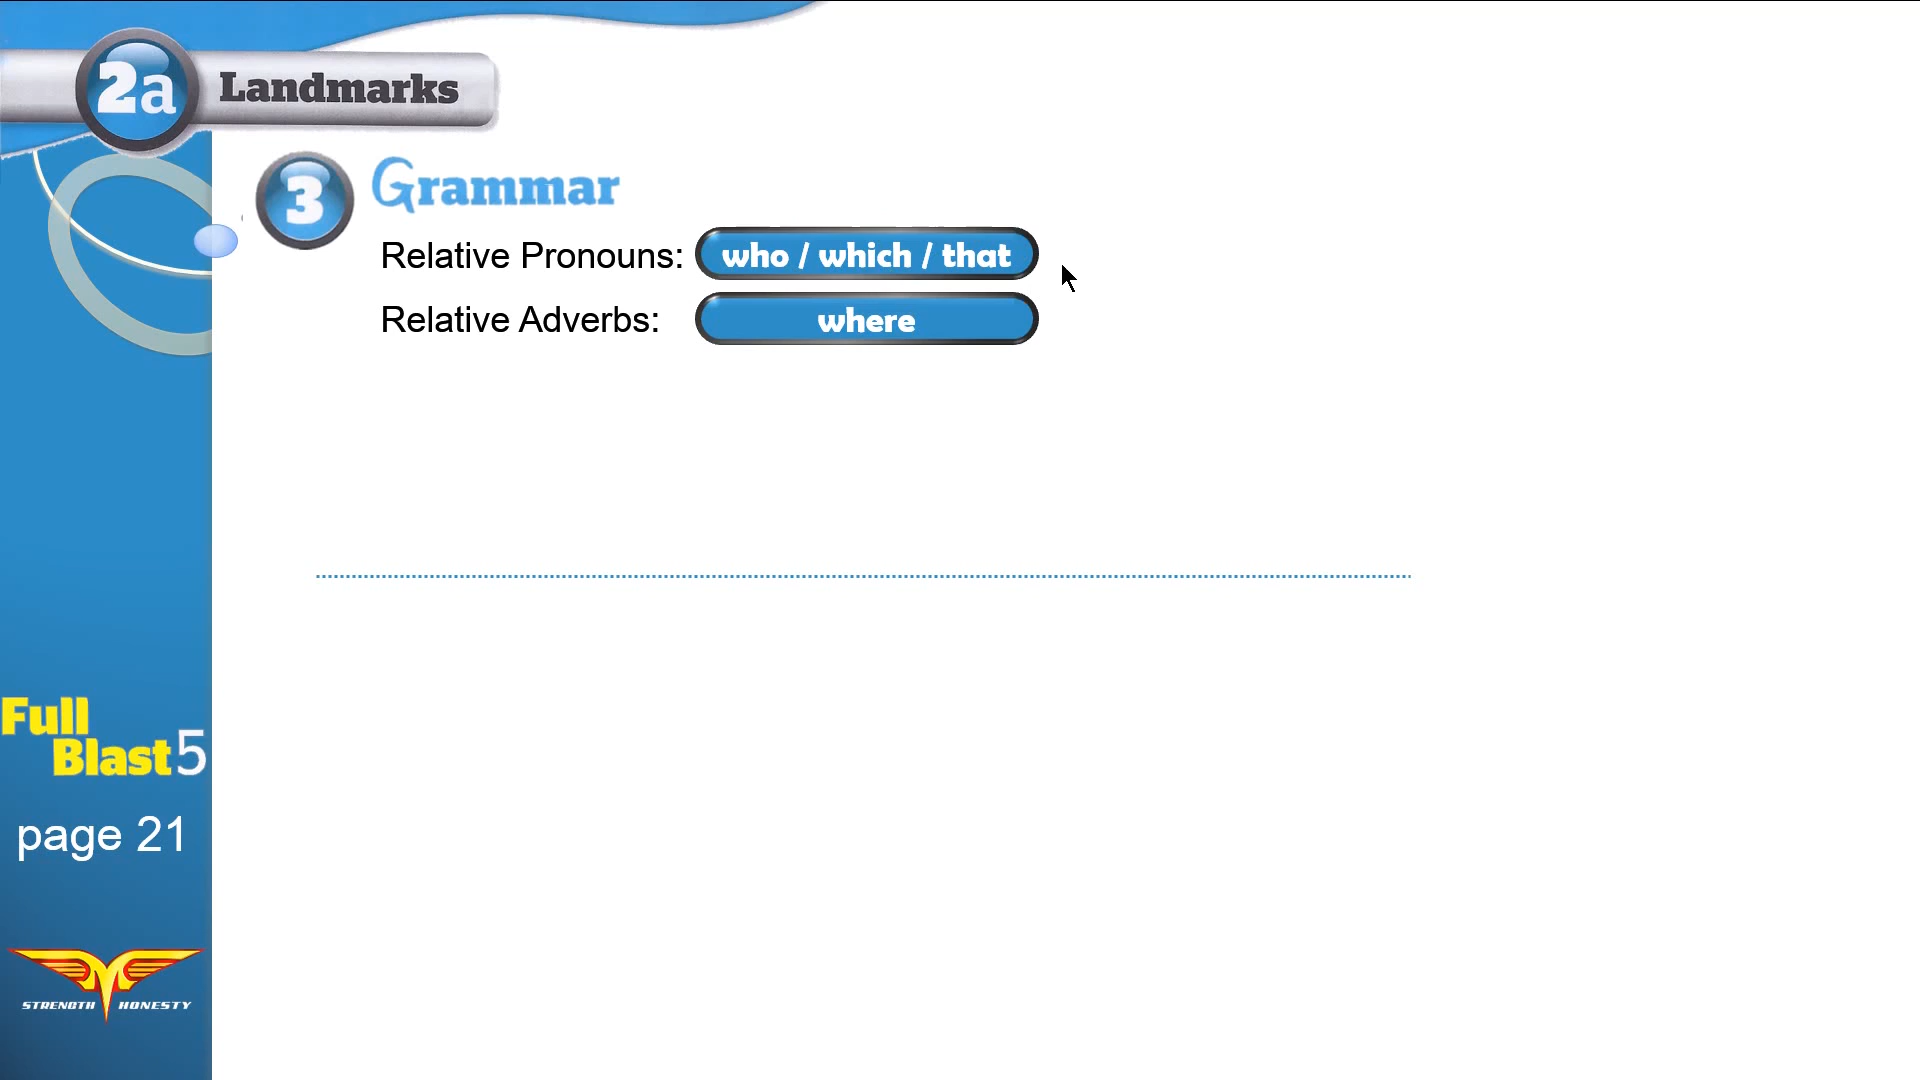 2a Landmarks
3 Grammar
Relative Pronouns: who / which / that
Relative Adverbs: where
Full
Blast 5
page 21
STRENGTH HONESTY